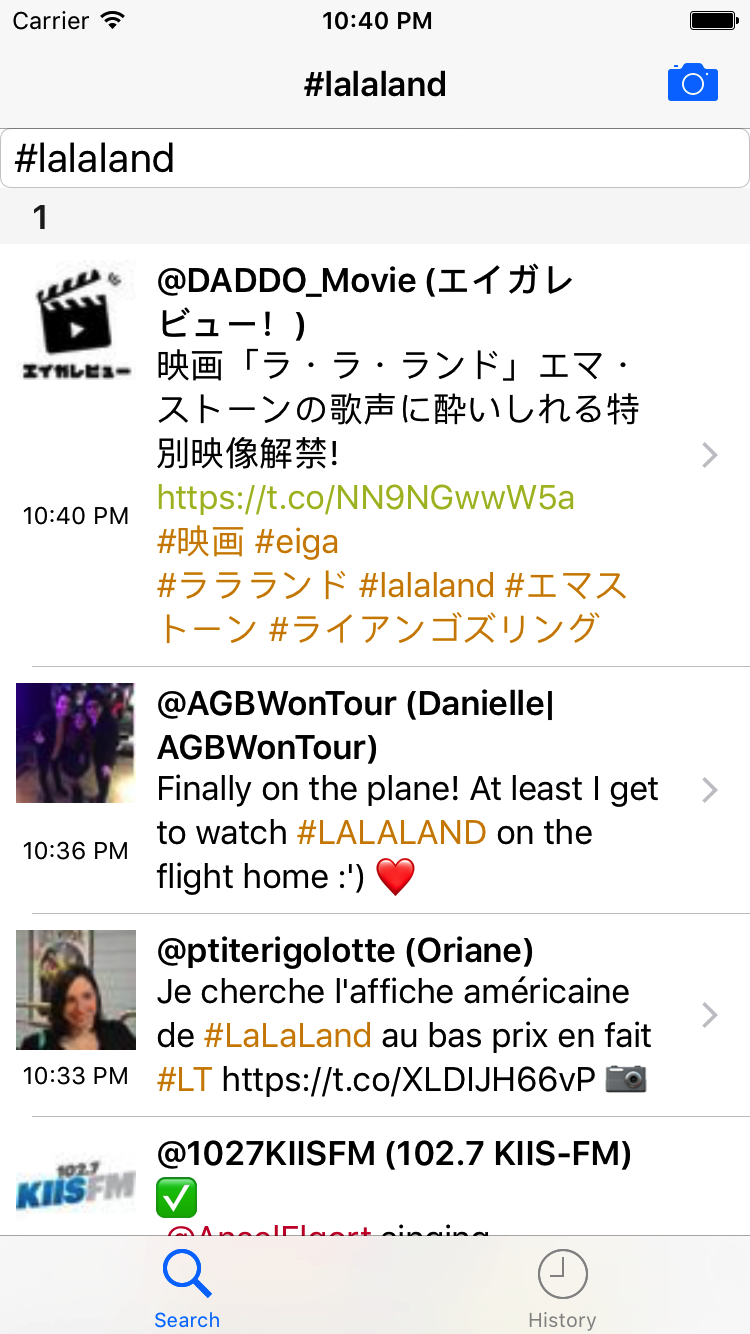 Carrier 10:40 PM
#lalaland
#lalaland
1
エイガレビュー
@DADDO_Movie (エイガレ
ビュー！)
映画「ラ・ラ・ランド」エマ・
ストーンの歌声に酔いしれる特
別映像解禁!
https://t.co/NN9NGwwW5a
#映画 #eiga
#ララランド #lalaland #エマス
トーン #ライアンゴズリング
10:40 PM
@AGBWonTour (Danielle|
AGBWonTour)
Finally on the plane! At least I get
to watch #LALALAND on the
flight home :') ❤️
10:36 PM
@ptiterigolotte (Oriane)
Je cherche l'affiche américaine
de #LaLaLand au bas prix en fait
#LT https://t.co/XLDIJH66vP 📷
10:33 PM
102.7
KIIS FM
@1027KIISFM (102.7 KIIS-FM)
✅
@AnselElgort singing
Search
History